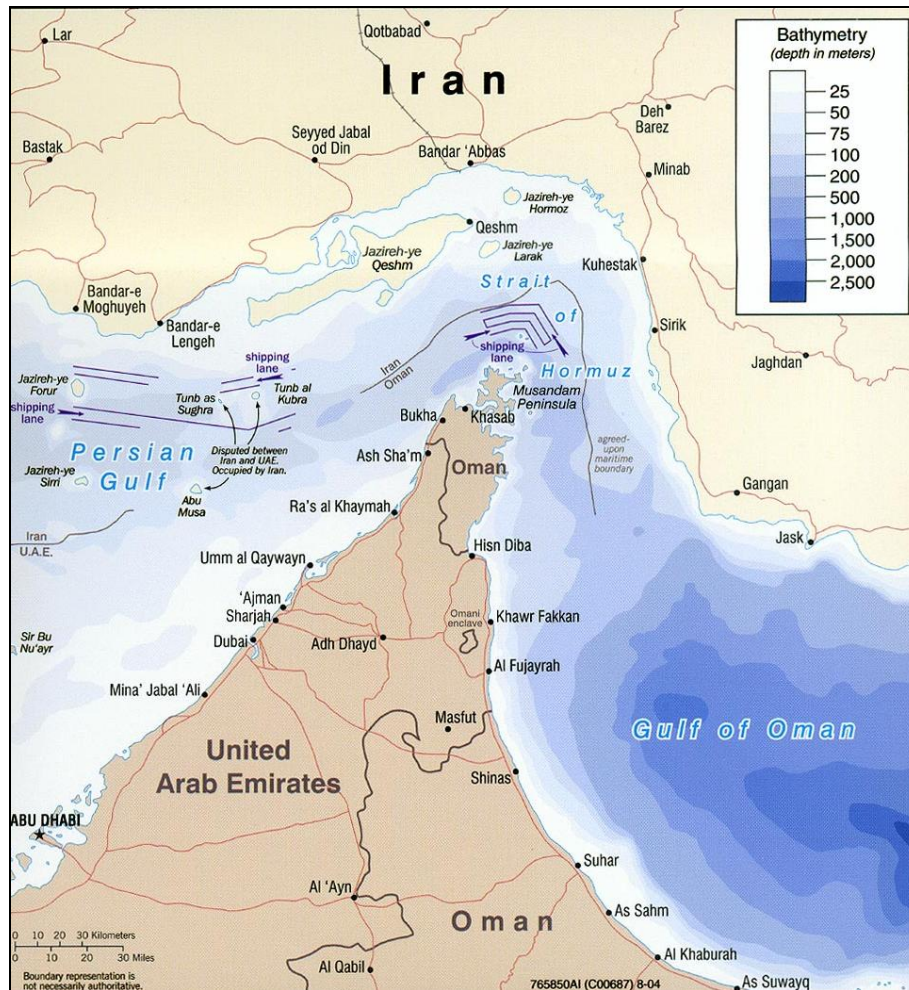 Lar
Qotbabad
Iran
Bathymetry
(depth in meters)
25
50
75
100
200
500
1,000
1,500
2,000
2,500
Deh
Barez
Bastak
Seyyed Jabal
od Din
Bandar 'Abbas
Minab
Jazireh-ye
Hormoz
Qeshm
Jazireh-ye
Qeshm
Jazireh-ye
Larak
Kuhestak
Strait
of
Hormuz
Bandar-e
Moghuyeh
Bandar-e
Lengeh
Sirik
Jaghdan
shipping
lane
Iran
Oman
shipping
lane
Jazireh-ye
Forur
Tunb as
Sughra
Tunb al
Kubra
shipping
lane
Musandam
Peninsula
Bukha
Khasab
Persian
Gulf
Disputed between
Iran and UAE.
Occupied by Iran.
Ash Sha'm
Oman
agreed-
upon
maritime
boundary
Jazireh-ye
Sirri
Abu
Musa
Gangan
Ra's al Khaymah
Jask
Iran
U.A.E.
Umm al Qaywayn
Hisn Diba
'Ajman
Sharjah
Dubai
Omani
enclave
Khawr Fakkan
Sir Bu
Nu'ayr
Adh Dhayd
Al Fujayrah
Mina' Jabal 'Ali
Masfut
Gulf of Oman
United
Arab Emirates
Shinas
ABU DHABI
Suhar
Al 'Ayn
Oman
As Sahm
0 10 20 30 Kilometers
0 10 20 30 Miles
Al Khaburah
Al Qabil
Boundary representation is
not necessarily authoritative.
765850AI (C00687) 8-04
As Suwayq